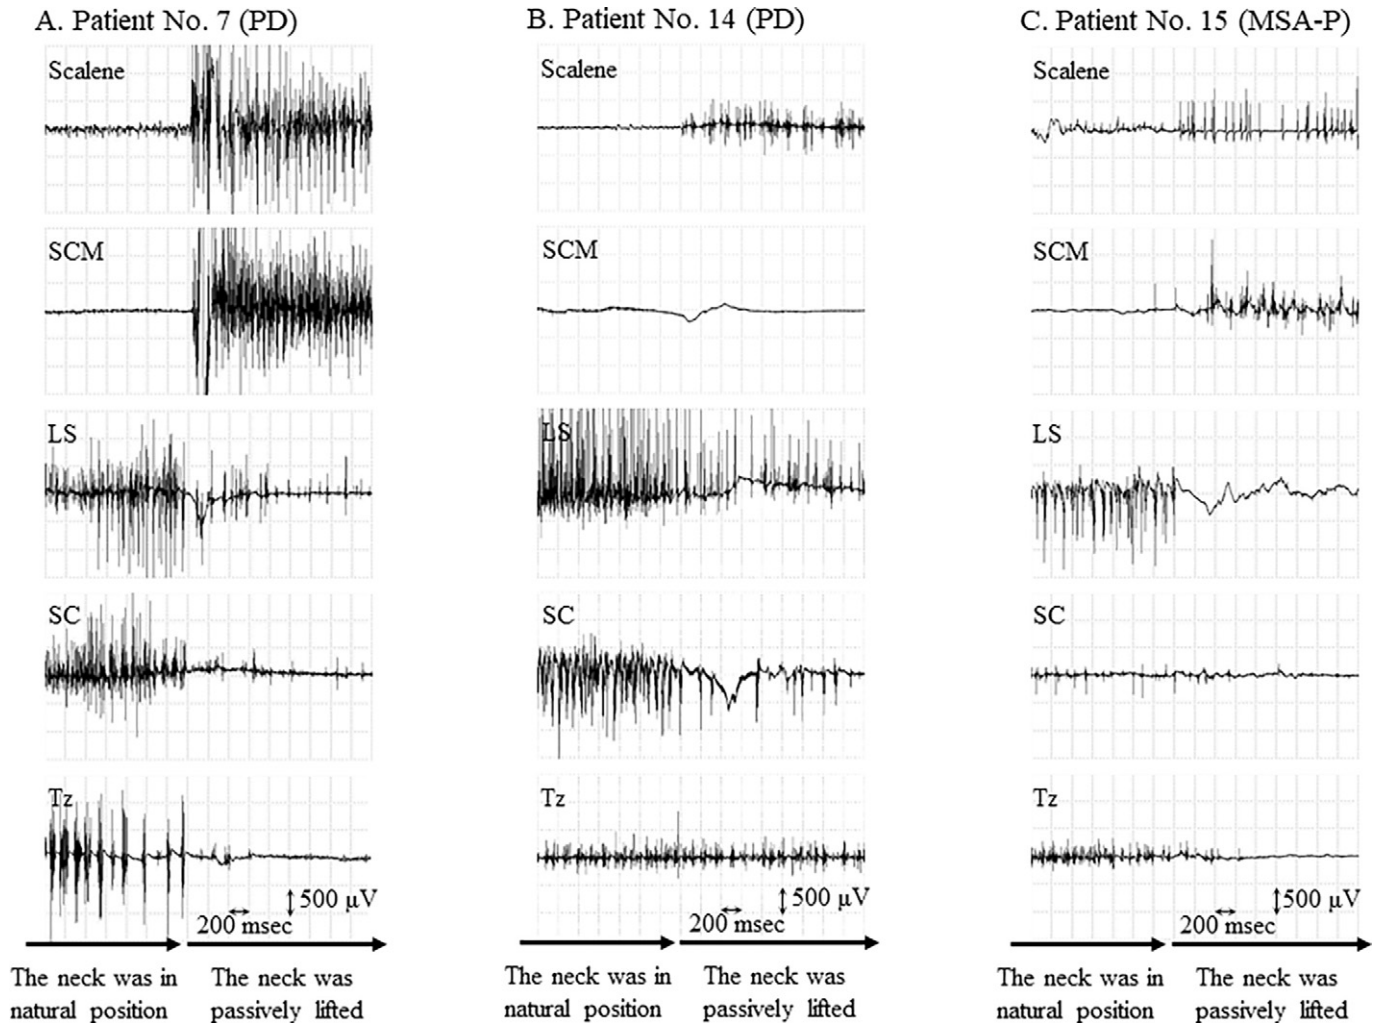 A. Patient No. 7 (PD)
Scalene
SCM
LS
SC
Tz
500 µV
200 msec
The neck was in
natural position
The neck was
passively lifted
B. Patient No. 14 (PD)
Scalene
SCM
LS
SC
Tz
500 µV
200 msec
The neck was in
natural position
The neck was
passively lifted
C. Patient No. 15 (MSA-P)
Scalene
SCM
LS
SC
Tz
500 µV
200 msec
The neck was in
natural position
The neck was
passively lifted